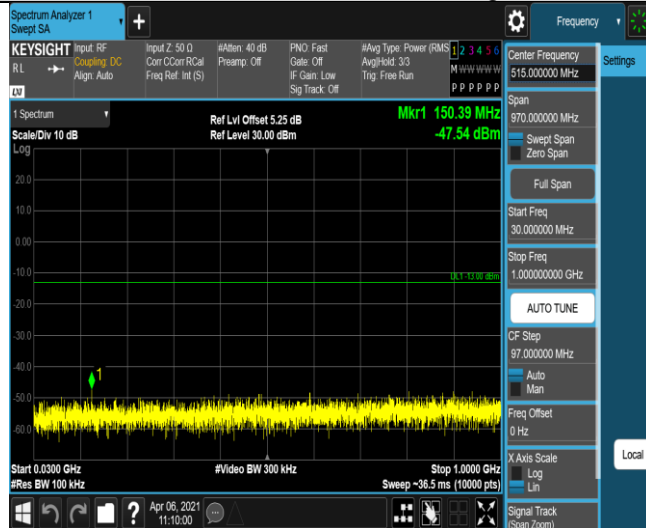 Spectrum Analyzer 1
Swept SA
Frequency
KEYSIGHT
Input: RF
Coupling: DC
Align: Auto
Input Z: 50 Ω
Corr CCorr RCal
Freq Ref: Int (S)
#Atten: 40 dB
Preamp: Off
PNO: Fast
Gate: Off
IF Gain: Low
Sig Track: Off
#Avg Type: Power (RMS
Avg|Hold: 3/3
Trig: Free Run
1 2 3 4 5 6
M W W W W W
P P P P P P
RL
LXI
1 Spectrum
Scale/Div 10 dB
Ref Lvl Offset 5.25 dB
Ref Level 30.00 dBm
Mkr1 150.39 MHz
-47.54 dBm
Log
20.0
10.0
0.00
-10.0
DL1 -13.00 dBm
-20.0
-30.0
-40.0
1
-50.0
-60.0
Start 0.0300 GHz
#Res BW 100 kHz
#Video BW 300 kHz
Stop 1.0000 GHz
Sweep ~36.5 ms (10000 pts)
?
Apr 06, 2021
11:10:00
Center Frequency
515.000000 MHz
Settings
Span
970.000000 MHz
Swept Span
Zero Span
Full Span
Start Freq
30.000000 MHz
Stop Freq
1.000000000 GHz
AUTO TUNE
CF Step
97.000000 MHz
Auto
Man
Freq Offset
0 Hz
X Axis Scale
Log
Lin
Local
Signal Track
(Span Zoom)